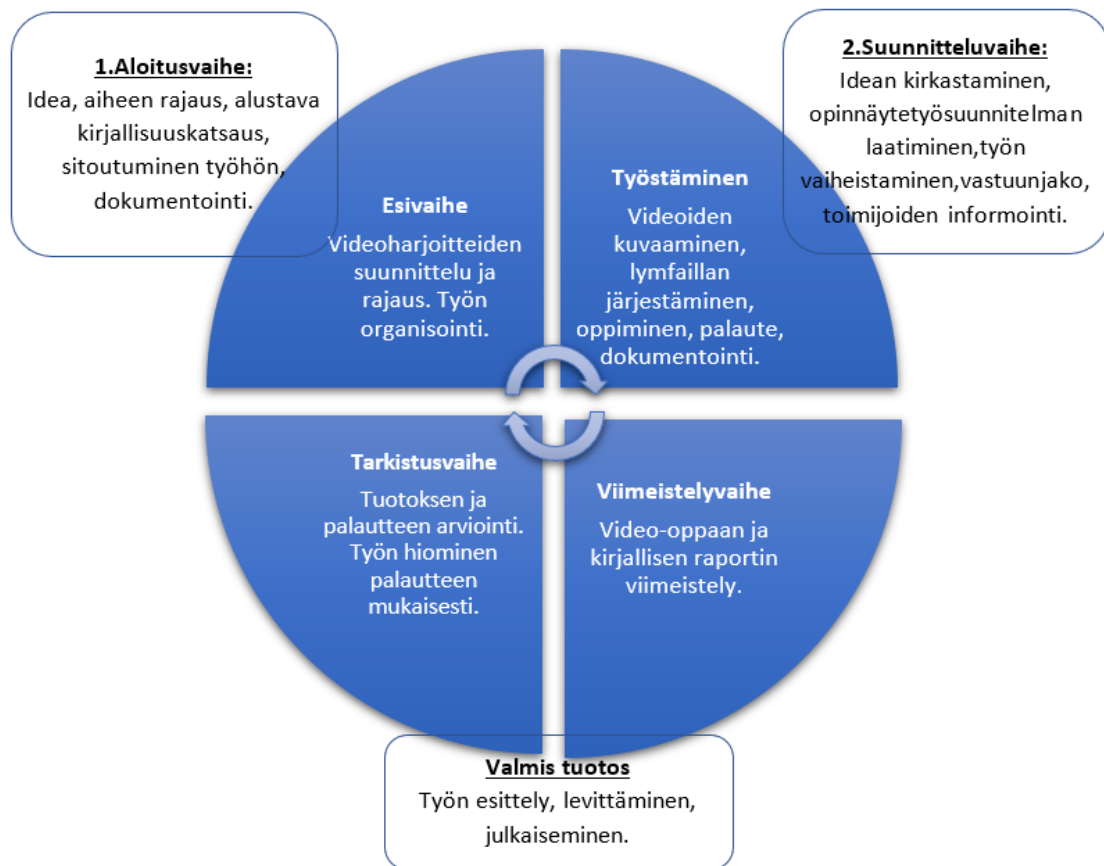 1.Aloitusvaihe:
Idea, aiheen rajaus, alustava
kirjallisuuskatsaus,
sitoutuminen työhön,
dokumentointi.
2.Suunnitteluvaihe:
Idean kirkastaminen,
opinnäytetyösuunnitelman
laatiminen,työn
vaiheistaminen,vastuunjako,
toimijoiden informointi.
Esivaihe
Videoharjoitteiden
suunnittelu ja
rajaus. Työn
organisointi.
Työstäminen
Videoiden
kuvaaminen,
lymfaillan
järjestäminen,
oppiminen, palaute,
dokumentointi.
Tarkistusvaihe
Tuotoksen ja
palautteen arviointi.
Työn hiominen
palautteen
mukaisesti.
Viimeistelyvaihe
Video-oppaan ja
kirjallisen raportin
viimeistely.
Valmis tuotos
Työn esittely, levittäminen,
julkaiseminen.